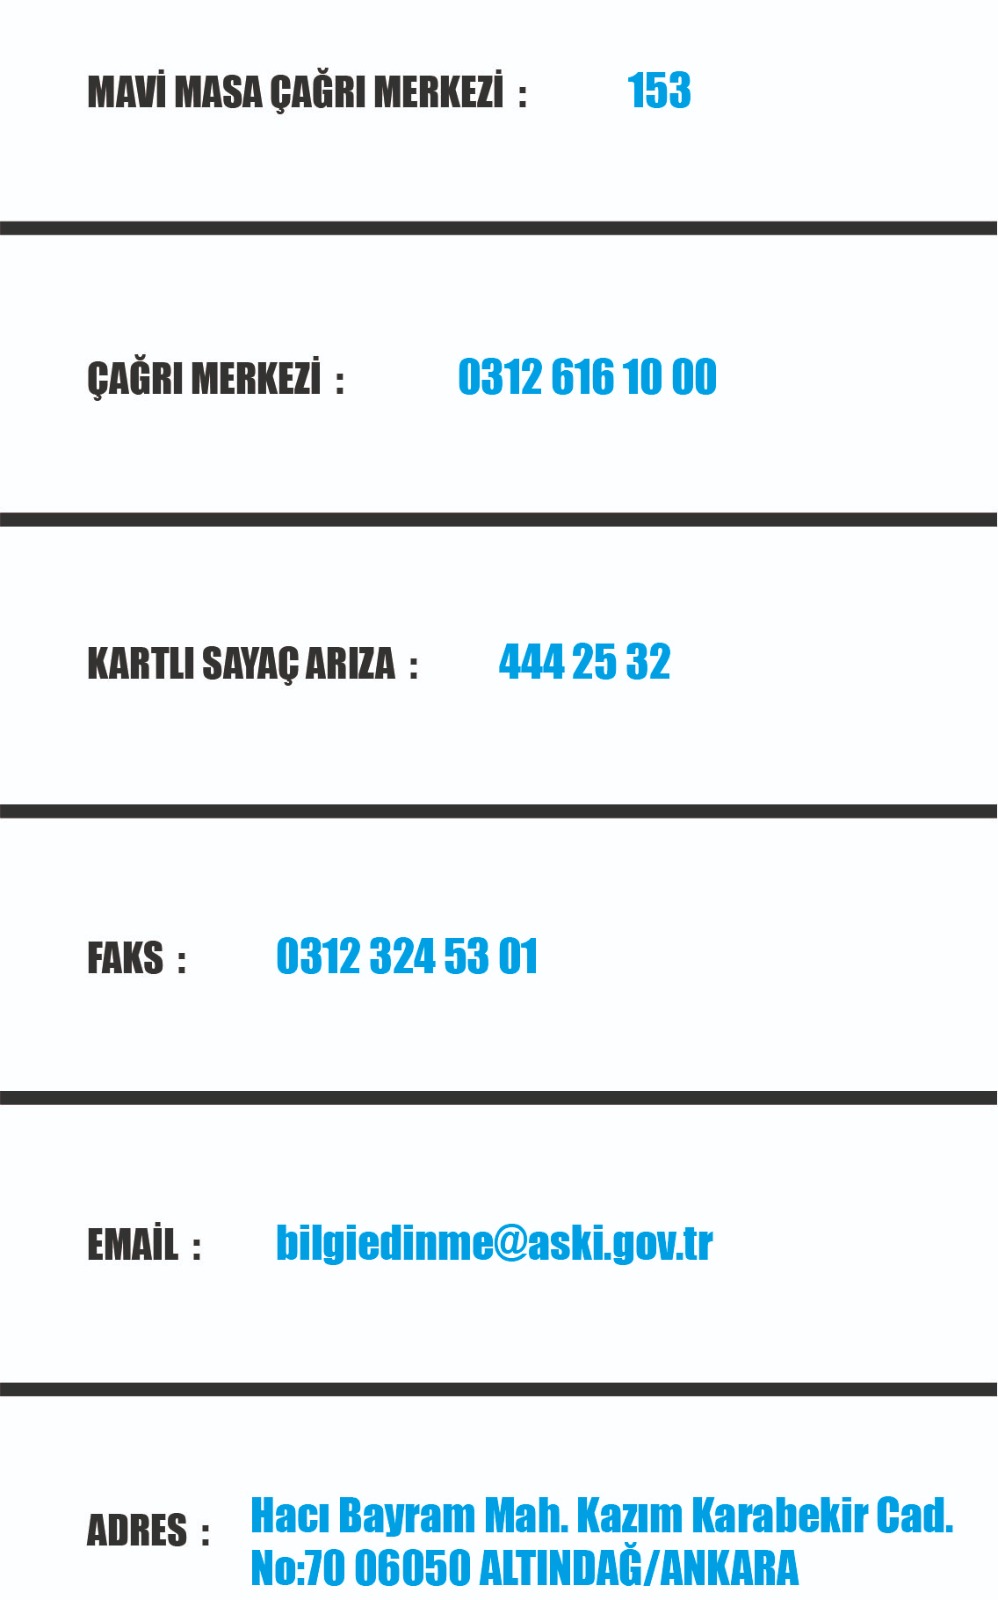 MAVİ MASA ÇAĞRI MERKEZİ : 153
ÇAĞRI MERKEZİ : 0312 616 10 00
KARTLI SAYAÇ ARIZA : 444 25 32
FAKS : 0312 324 53 01
EMAİL : bilgiedinme@aski.gov.tr
ADRES : Hacı Bayram Mah. Kazım Karabekir Cad.
No:70 06050 ALTINDAĞ/ANKARA